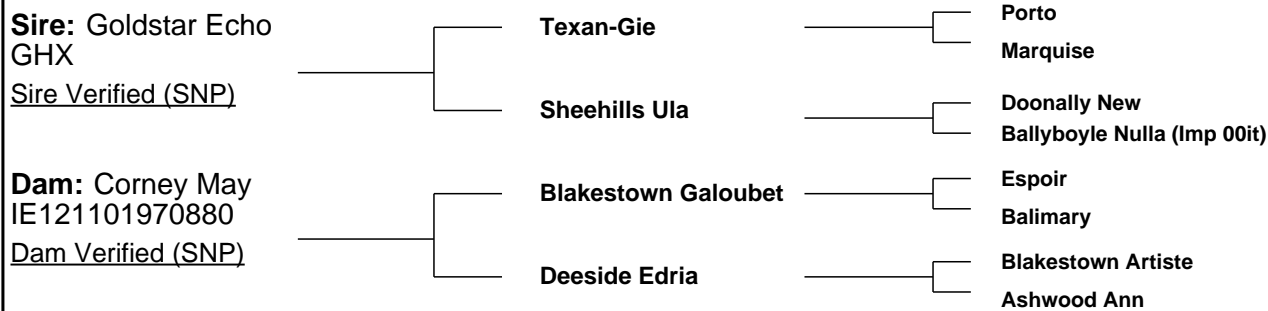 Sire: Goldstar Echo
GHX
Sire Verified (SNP)
Texan-Gie
Porto
Marquise
Sheehills Ula
Doonally New
Ballyboyle Nulla (Imp 00it)
Dam: Corney May
IE121101970880
Dam Verified (SNP)
Blakestown Galoubet
Espoir
Balimary
Deeside Edria
Blakestown Artiste
Ashwood Ann